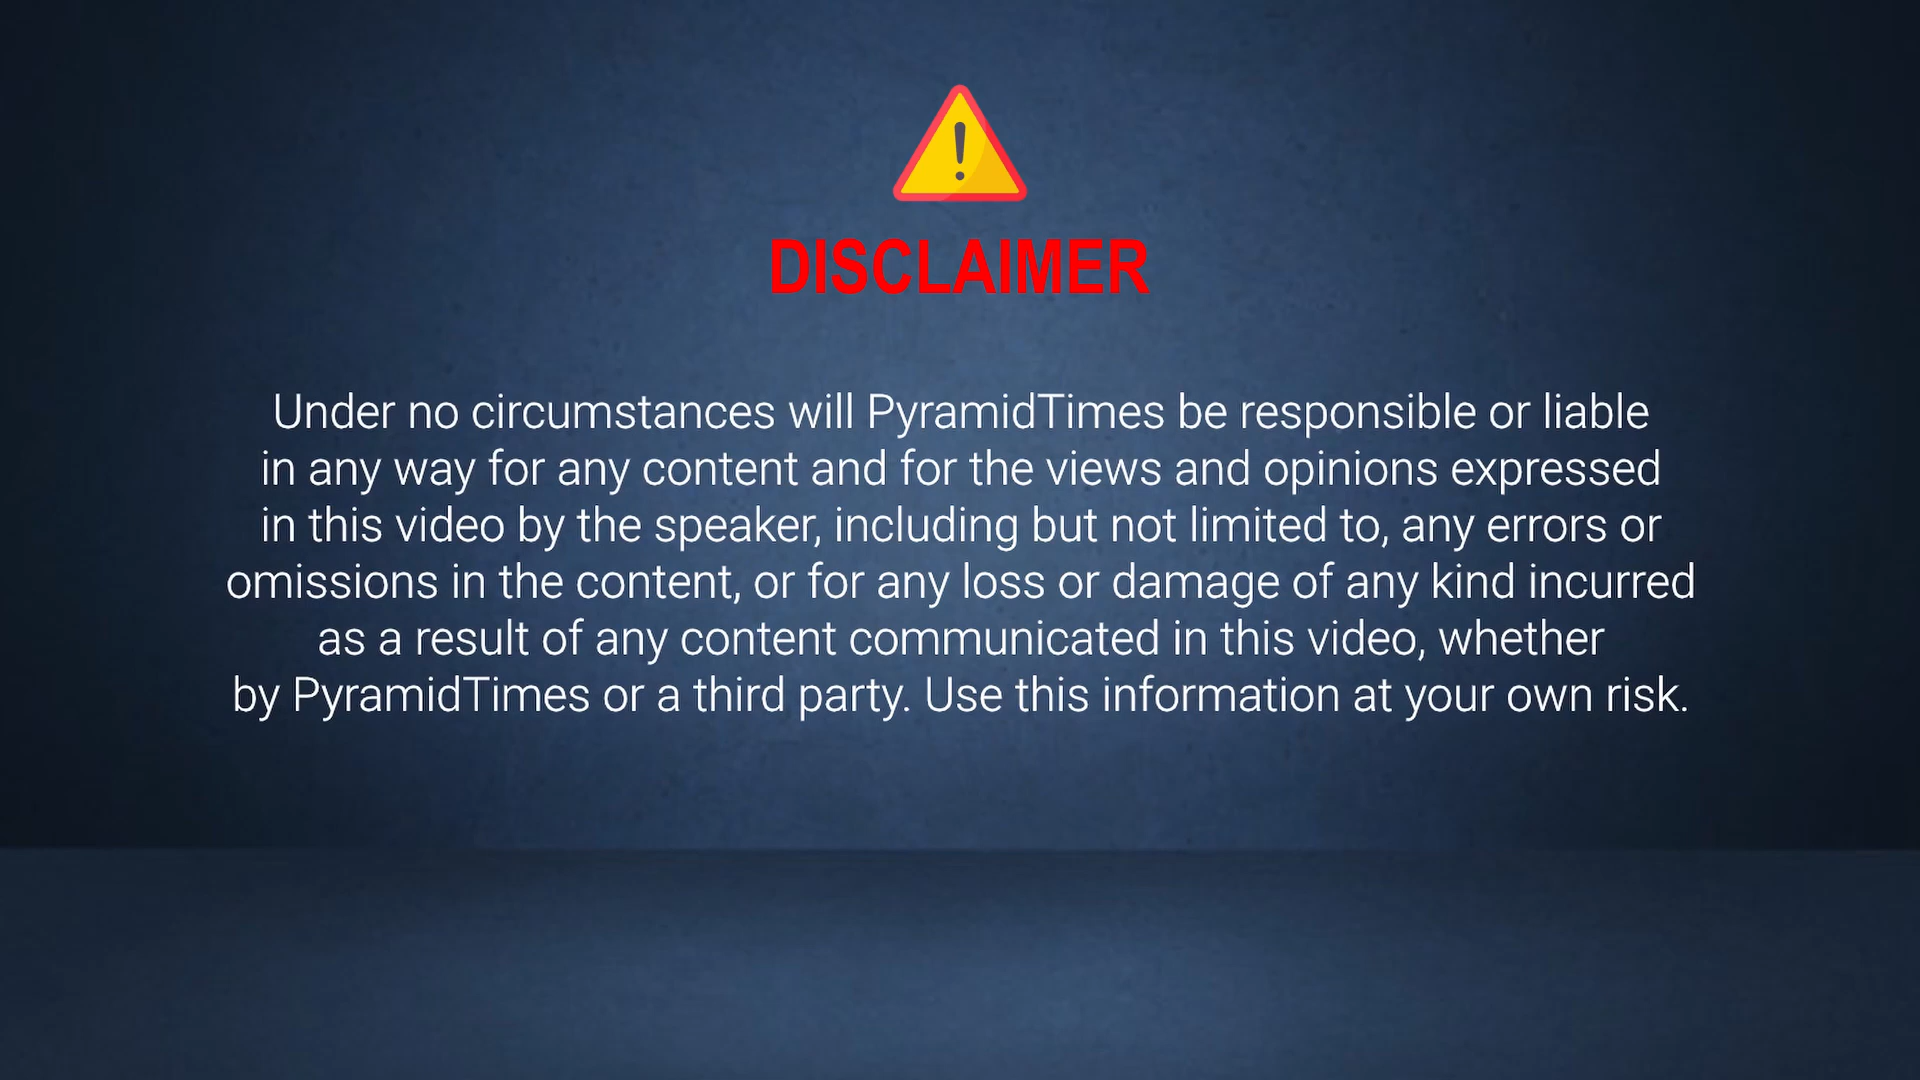 DISCLAIMER
Under no circumstances will PyramidTimes be responsible or liable
in any way for any content and for the views and opinions expressed
in this video by the speaker, including but not limited to, any errors or
omissions in the content, or for any loss or damage of any kind incurred
as a result of any content communicated in this video, whether
by PyramidTimes or a third party. Use this information at your own risk.